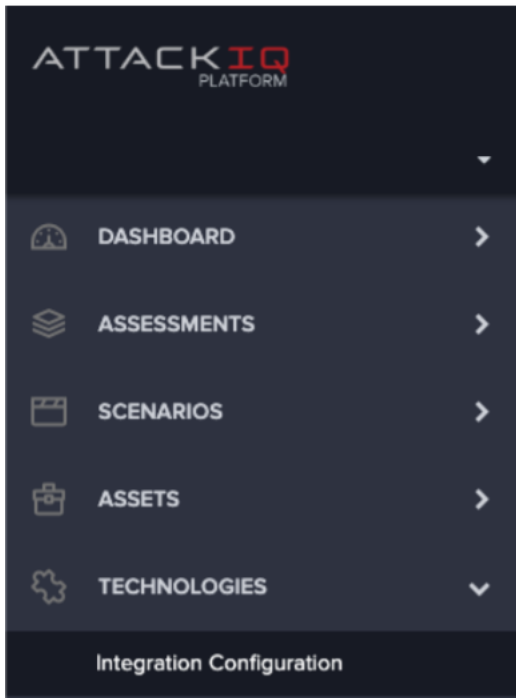 ATTACKIQ
PLATFORM
DASHBOARD
ASSESSMENTS
SCENARIOS
ASSETS
TECHNOLOGIES
Integration Configuration